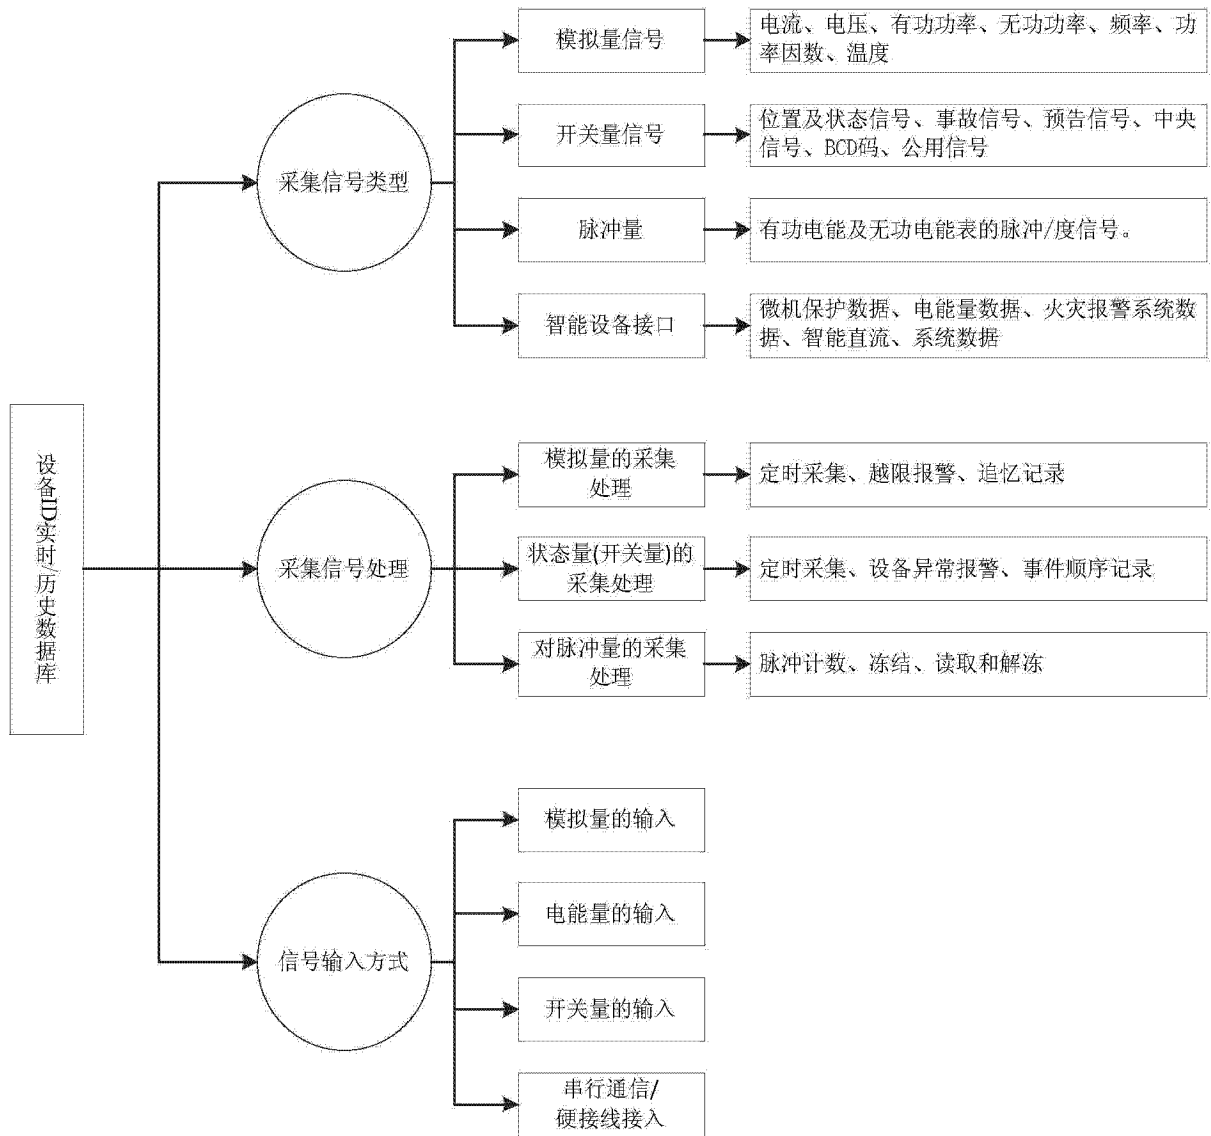 设备ID实时/历史数据库
采集信号类型
模拟量信号
电流、电压、有功功率、无功功率、频率、功
率因数、温度
开关量信号
位置及状态信号、事故信号、预告信号、中央
信号、BCD码、公用信号
脉冲量
有功电能及无功电能表的脉冲/度信号。
智能设备接口
微机保护数据、电能量数据、火灾报警系统数
据、智能直流、系统数据
采集信号处理
模拟量的采集
处理
定时采集、越限报警、追忆记录
状态量(开关量)的
采集处理
定时采集、设备异常报警、事件顺序记录
对脉冲量的采集
处理
脉冲计数、冻结、读取和解冻
信号输入方式
模拟量的输入
电能量的输入
开关量的输入
串行通信/
硬接线接入